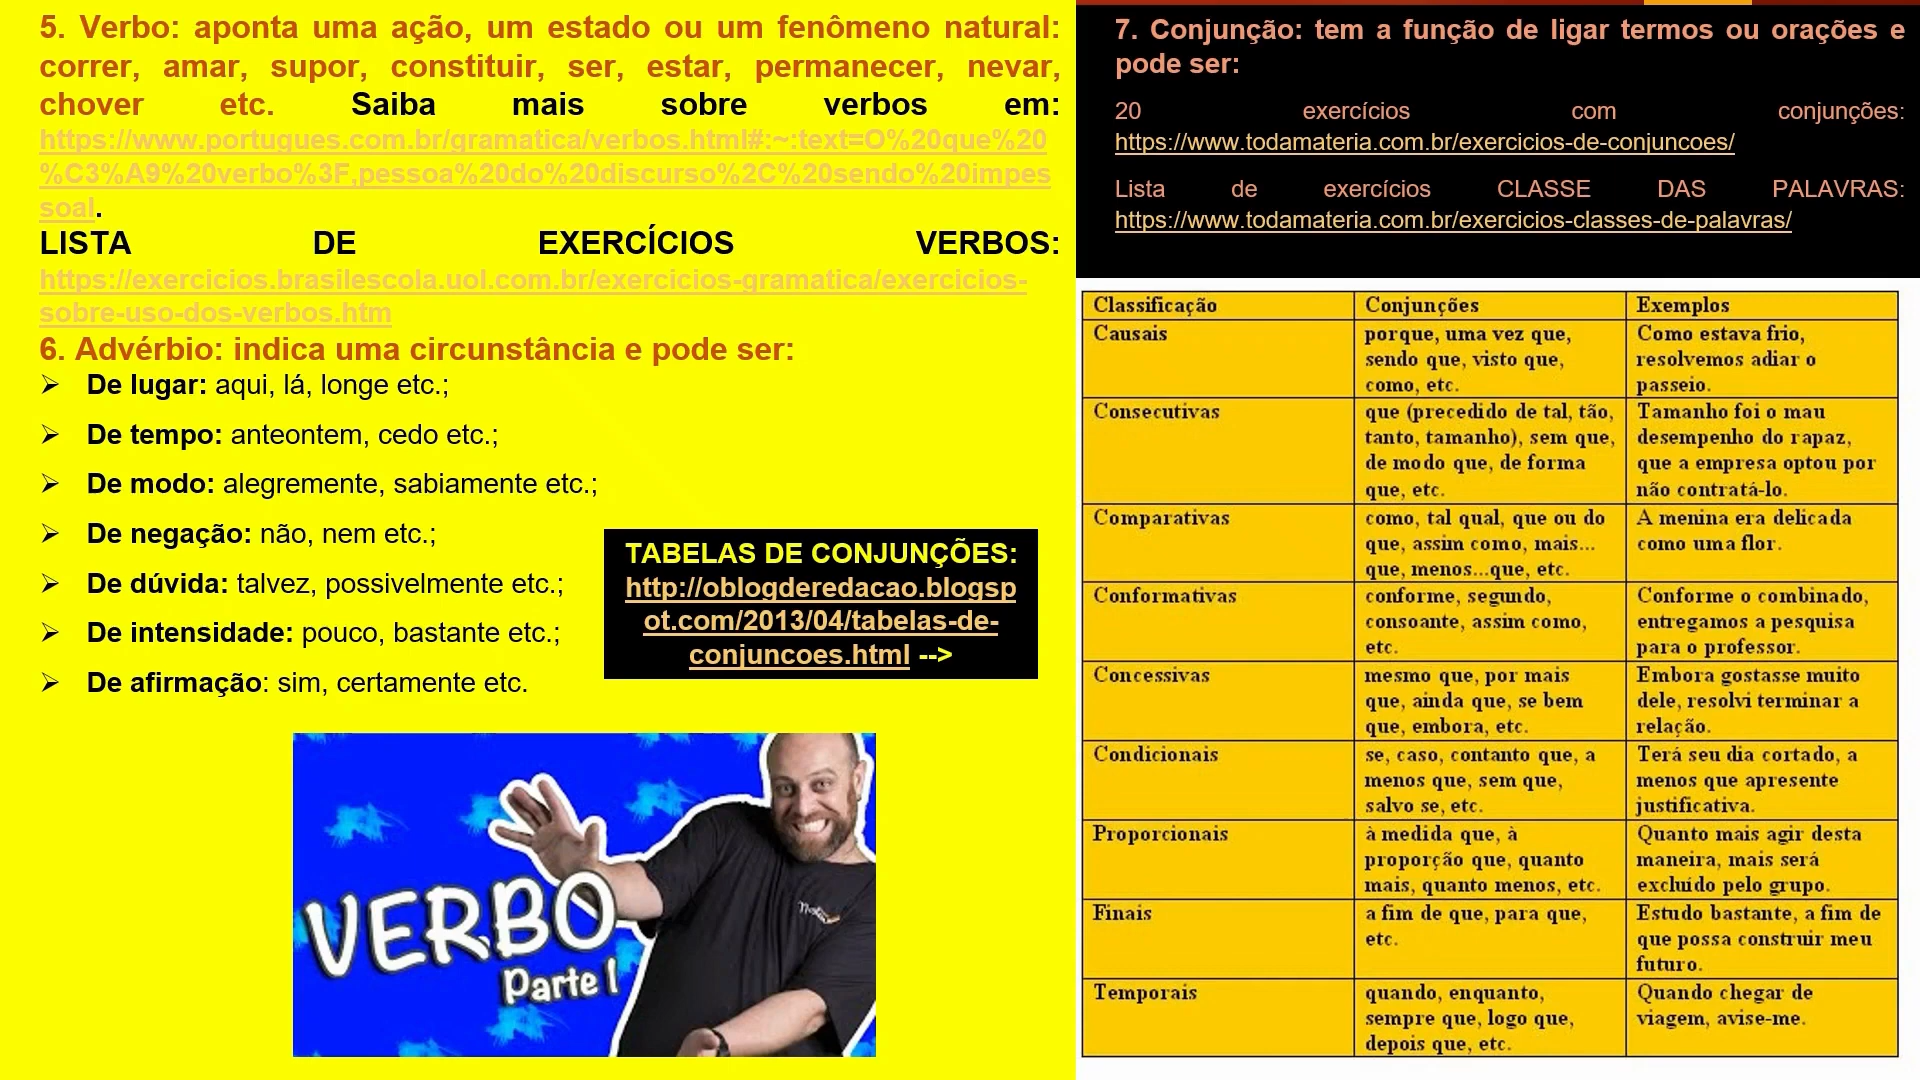 5. Verbo: aponta uma ação, um estado ou um fenômeno natural:
correr, amar, supor, constituir, ser, estar, permanecer, nevar,
chover etc. Saiba mais sobre verbos em:
https://www.portugues.com.br/gramatica/verbos.html#:~:text=O%20que%20
%C3%A9%20verbo%3F,pessoa%20do%20discurso%2C%20sendo%20impes
soal.
LISTA DE EXERCÍCIOS VERBOS:
https://exercicios.brasilescola.uol.com.br/exercicios-gramatica/exercicios-
sobre-uso-dos-verbos.htm
6. Advérbio: indica uma circunstância e pode ser:
➢ De lugar: aqui, lá, longe etc.;
➢ De tempo: anteontem, cedo etc.;
➢ De modo: alegremente, sabiamente etc.;
➢ De negação: não, nem etc.;
➢ De dúvida: talvez, possivelmente etc.;
➢ De intensidade: pouco, bastante etc.;
➢ De afirmação: sim, certamente etc.
TABELAS DE CONJUNÇÕES:
http://oblogderedacao.blogsp
ot.com/2013/04/tabelas-de-
conjuncoes.html -->
VERBO
Parte I
7. Conjunção: tem a função de ligar termos ou orações e
pode ser:
20 exercícios com conjunções:
https://www.todamateria.com.br/exercicios-de-conjuncoes/
Lista de exercícios CLASSE DAS PALAVRAS:
https://www.todamateria.com.br/exercicios-classes-de-palavras/
Classificação Conjunções Exemplos
Causais porque, uma vez que, Como estava frio,
sendo que, visto que, resolvemos adiar o
como, etc. passeio.
Consecutivas que (precedido de tal, tão, Tamanho foi o mau
tanto, tamanho), sem que, desempenho do rapaz,
de modo que, de forma que a empresa optou por
que, etc. não contratá-lo.
Comparativas como, tal qual, que ou do A menina era delicada
que, assim como, mais... como uma flor.
que, menos...que, etc.
Conformativas conforme, segundo, Conforme o combinado,
consoante, assim como, entregamos a pesquisa
etc. para o professor.
Concessivas mesmo que, por mais Embora gostasse muito
que, ainda que, se bem dele, resolvi terminar a
que, embora, etc. relação.
Condicionais se, caso, contanto que, a Terá seu dia cortado, a
menos que, sem que, menos que apresente
salvo se, etc. justificativa.
Proporcionais à medida que, à Quanto mais agir desta
proporção que, quanto maneira, mais será
mais, quanto menos, etc. excluído pelo grupo.
Finais a fim de que, para que, Estudo bastante, a fim de
etc. que possa construir meu
futuro.
Temporais quando, enquanto, Quando chegar de
sempre que, logo que, viagem, avise-me.
depois que, etc.